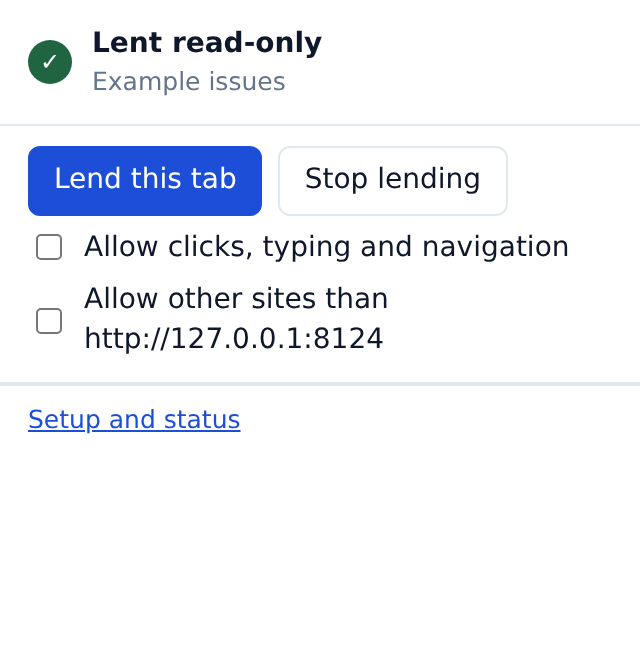 ✓
Lent read-only
Example issues
Lend this tab
Stop lending
Allow clicks, typing and navigation
Allow other sites than
http://127.0.0.1:8124
Setup and status